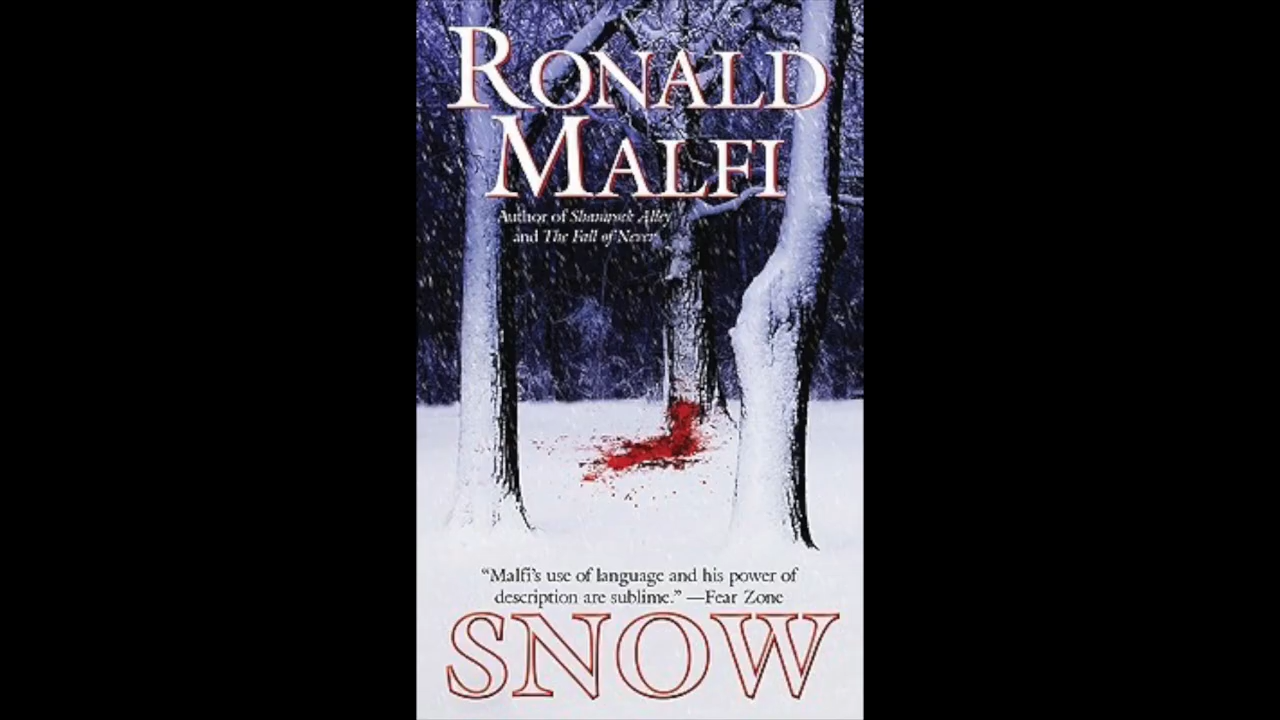 RONALD
MALFI
Author of Shamrock Alley
and The Fall of Never
“Malfi’s use of language and his power of
description are sublime.” —Fear Zone
SNOW